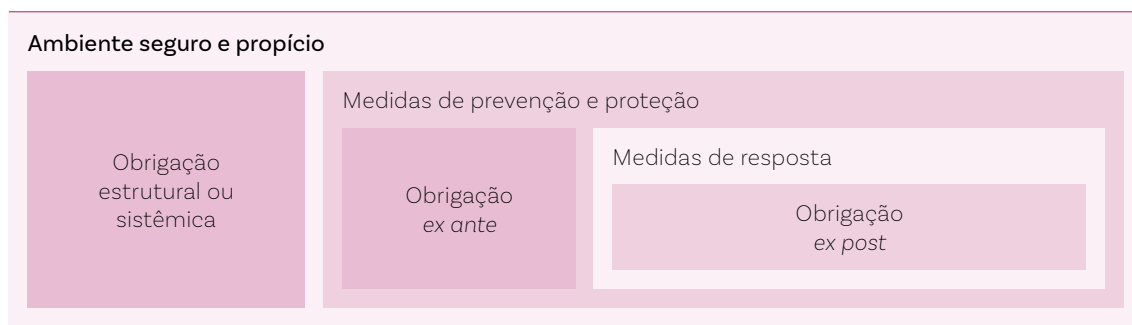 Ambiente seguro e propício
Obrigação
estrutural ou
sistêmica
Medidas de prevenção e proteção
Obrigação
ex ante
Medidas de resposta
Obrigação
ex post